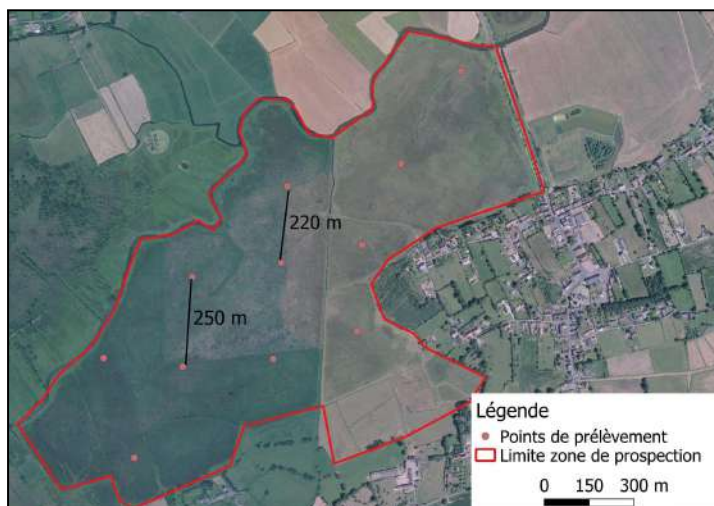 220 m
250 m
Légende
Points de prélèvement
Limite zone de prospection
0 150 300 m